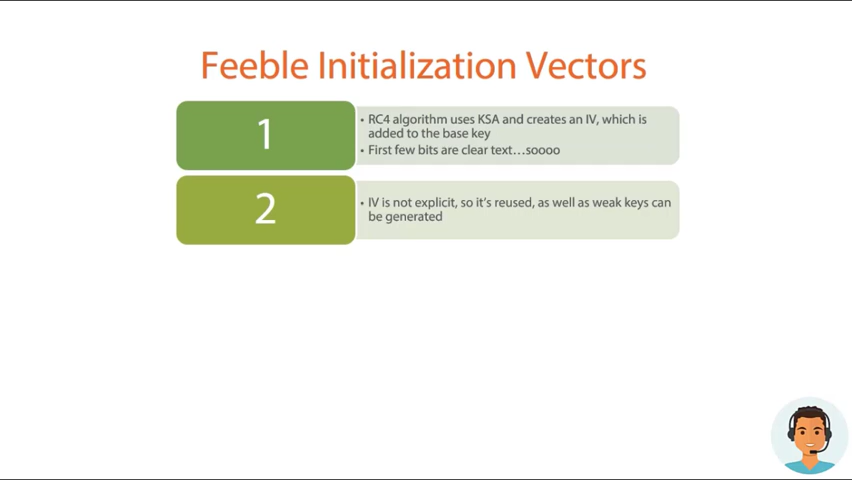 Feeble Initialization Vectors
1
• RC4 algorithm uses KSA and creates an IV, which is
added to the base key
• First few bits are clear text...soooo
2
• IV is not explicit, so it's reused, as well as weak keys can
be generated